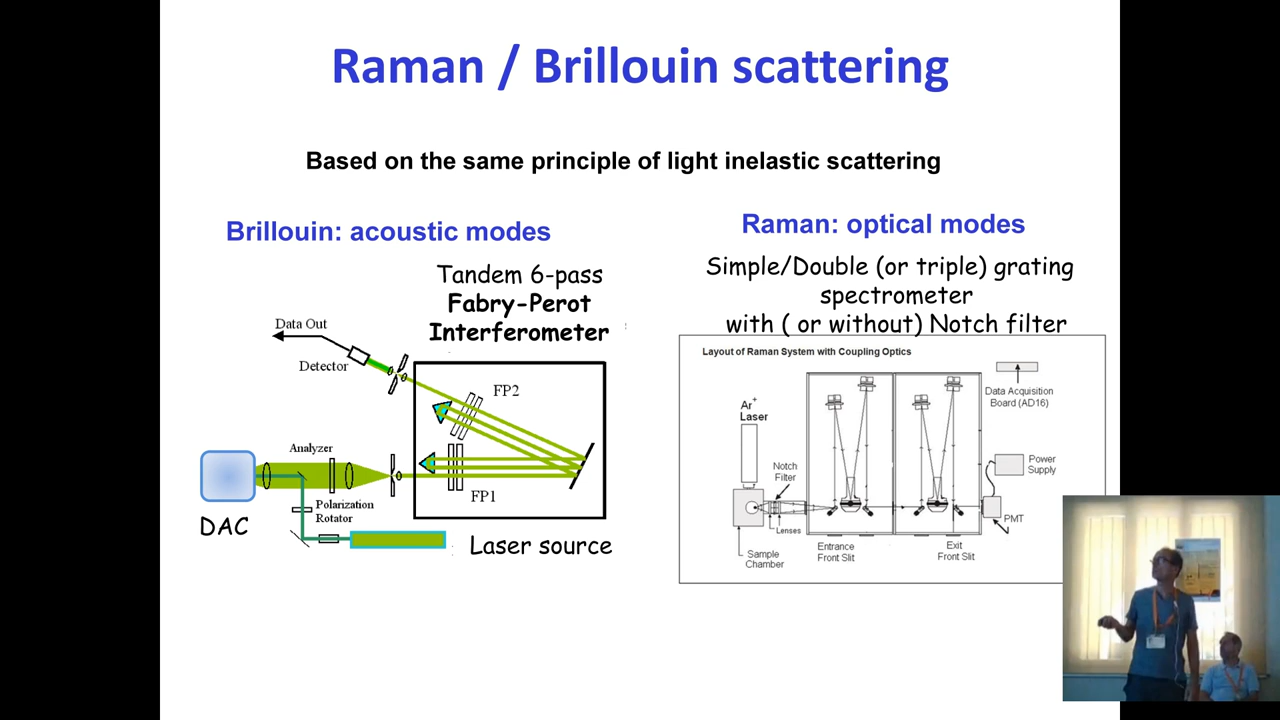 Raman / Brillouin scattering
Based on the same principle of light inelastic scattering
Brillouin: acoustic modes
Tandem 6-pass
Fabry-Perot
Interferometer
Data Out
Detector
FP2
Analyzer
FP1
Polarization
Rotator
DAC
Laser source
Raman: optical modes
Simple/Double (or triple) grating
spectrometer
with ( or without) Notch filter
Layout of Raman System with Coupling Optics
Data Acquisition
Board (AD16)
Ar+
Laser
Notch
Filter
Power
Supply
Lenses
PMT
Sample
Chamber
Entrance
Front Slit
Exit
Front Slit